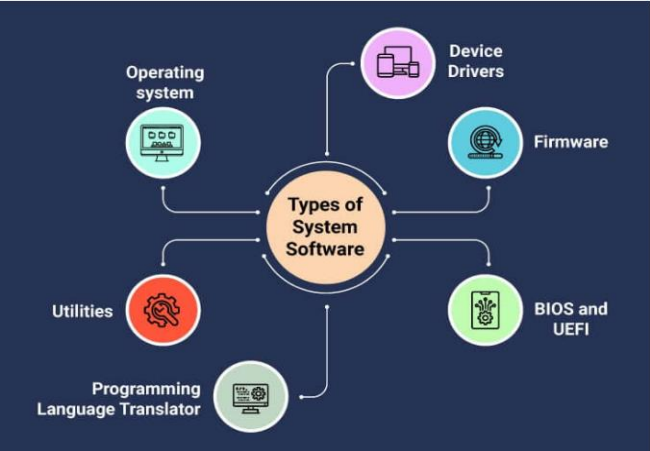 Device
Drivers
Operating
system
Firmware
Types of
System
Software
Utilities
BIOS and
UEFI
Programming
Language Translator